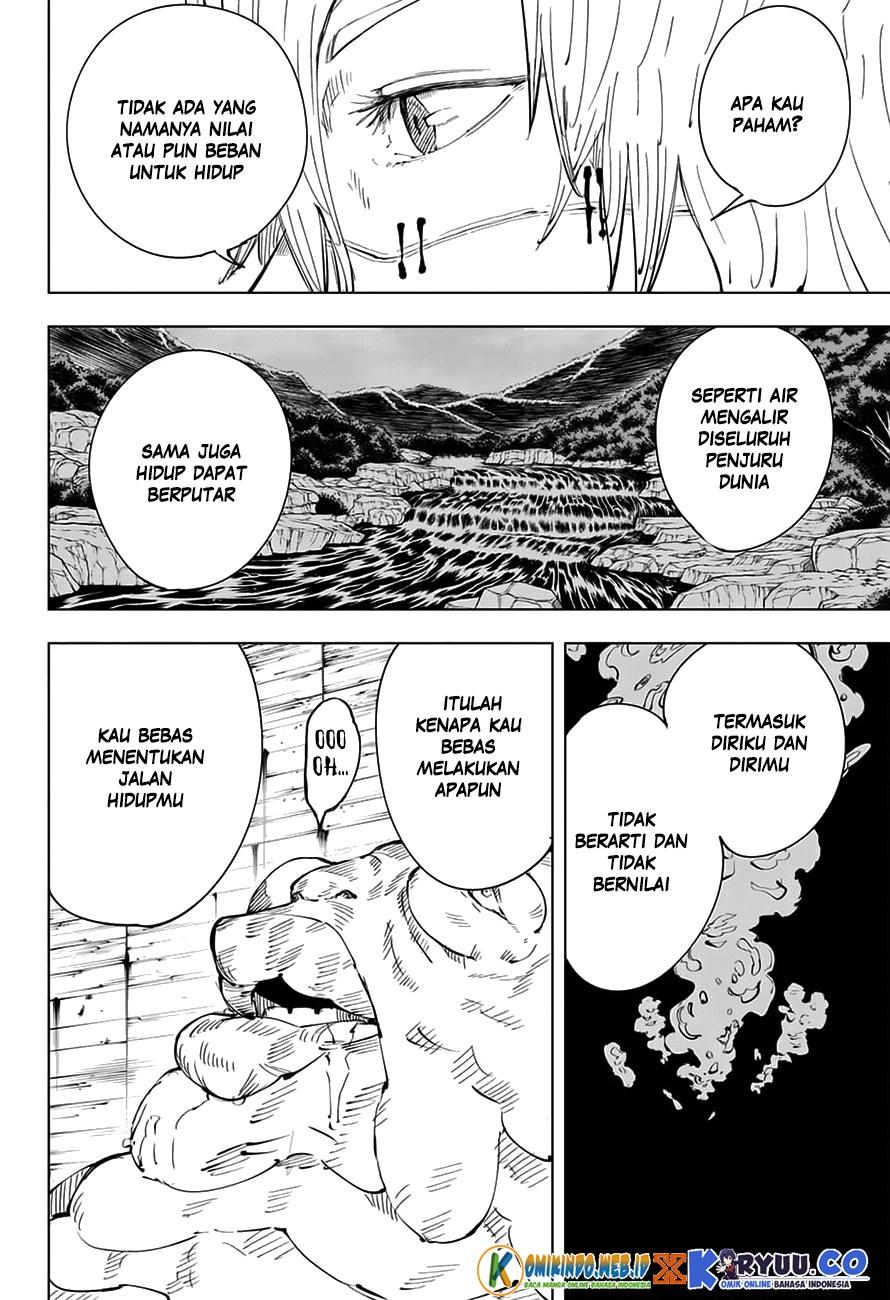 APA KAU
PAHAM?
TIDAK ADA YANG
NAMANYA NILAI
ATAU PUN BEBAN
UNTUK HIDUP
SEPERTI AIR
MENGALIR
DISELURUH
PENJURU
DUNIA
SAMA JUGA
HIDUP DAPAT
BERPUTAR
TERMASUK
DIRIKU DAN
DIRIMU
TIDAK
BERARTI DAN
TIDAK
BERNILAI
ITULAH
KENAPA KAU
BEBAS
MELAKUKAN
APAPUN
OOO
OH...
KAU BEBAS
MENENTUKAN
JALAN
HIDUPMU
KOMIKINDO.WEB.ID X KIRYUU.CO
BACA MANGA ONLINE BAHASA INDONESIA
OMIK ONLINE BAHASA INDONESIA